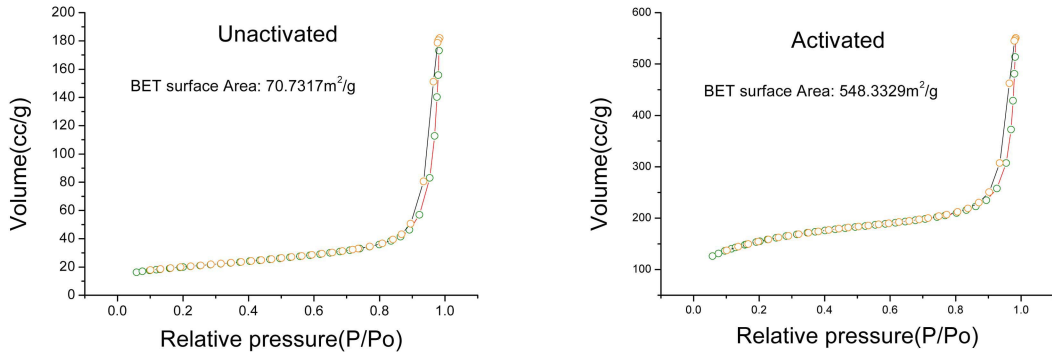 Unactivated
BET surface Area: 70.7317m²/g
Volume(cc/g)
200
180
160
140
120
100
80
60
40
20
0
0.0 0.2 0.4 0.6 0.8 1.0
Relative pressure(P/Po)
Activated
BET surface Area: 548.3329m²/g
Volume(cc/g)
600
500
400
300
200
100
0.0 0.2 0.4 0.6 0.8 1.0
Relative pressure(P/Po)